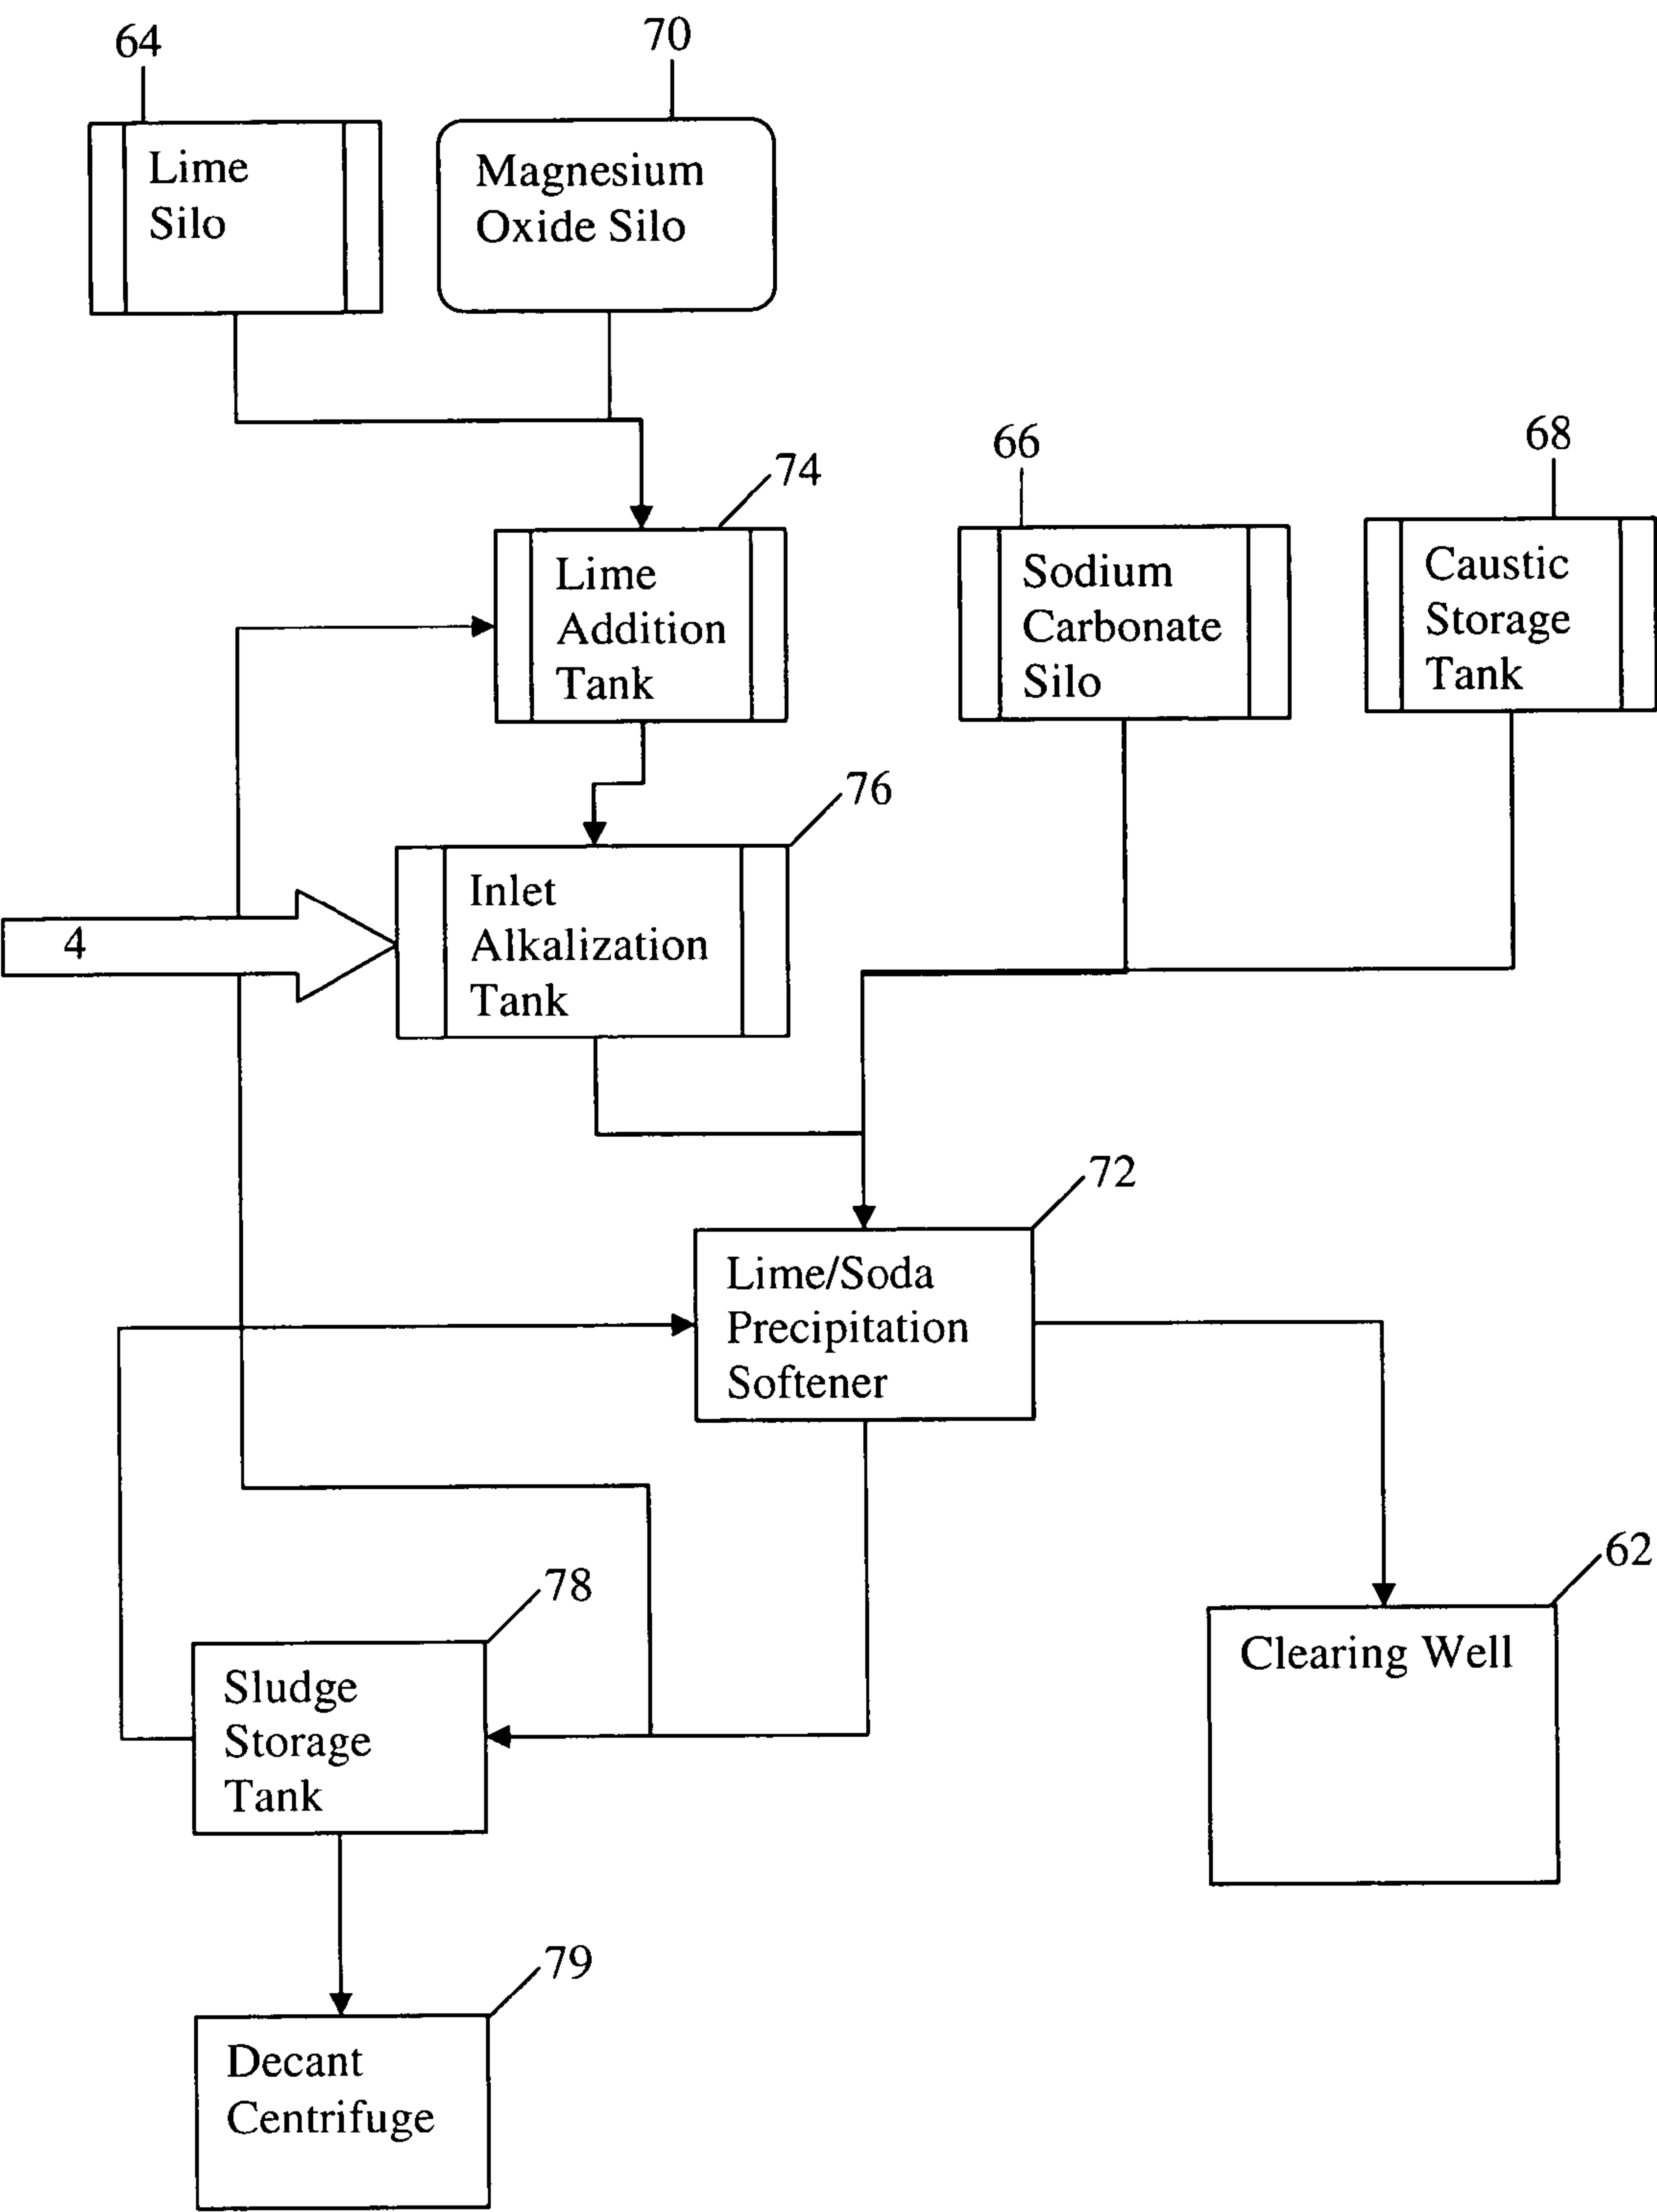 64
70
Lime
Silo
Magnesium
Oxide Silo
66
68
74
Lime
Addition
Tank
Sodium
Carbonate
Silo
Caustic
Storage
Tank
76
4
Inlet
Alkalization
Tank
72
Lime/Soda
Precipitation
Softener
62
78
Sludge
Storage
Tank
Clearing Well
79
Decant
Centrifuge